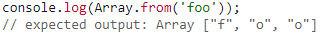 console.log(Array.from('foo'));
// expected output: Array ["f", "o", "o"]